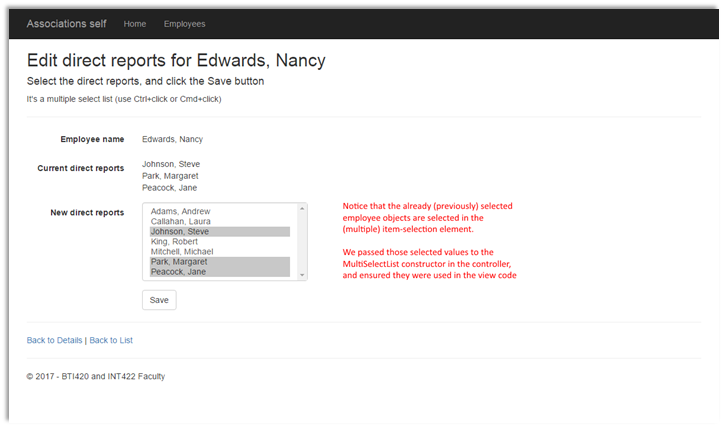 Associations self Home Employees
Edit direct reports for Edwards, Nancy
Select the direct reports, and click the Save button
It's a multiple select list (use Ctrl+click or Cmd+click)
Employee name Edwards, Nancy
Current direct reports Johnson, Steve
Park, Margaret
Peacock, Jane
New direct reports
Adams, Andrew
Callahan, Laura
Johnson, Steve
King, Robert
Mitchell, Michael
Park, Margaret
Peacock, Jane
Notice that the already (previously) selected
employee objects are selected in the
(multiple) item-selection element.
We passed those selected values to the
MultiSelectList constructor in the controller,
and ensured they were used in the view code
Save
Back to Details | Back to List
© 2017 - BTI420 and INT422 Faculty